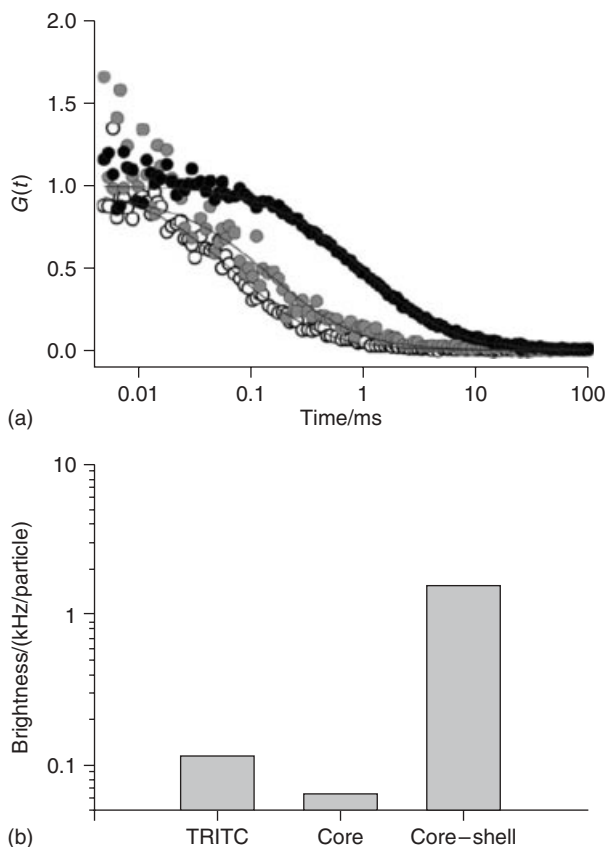 2.0
1.5
1.0
0.5
0.0
G(t)
0.01 0.1 1 10 100
Time/ms
(a)
10
1
0.1
Brightness/(kHz/particle)
TRITC Core Core–shell
(b)